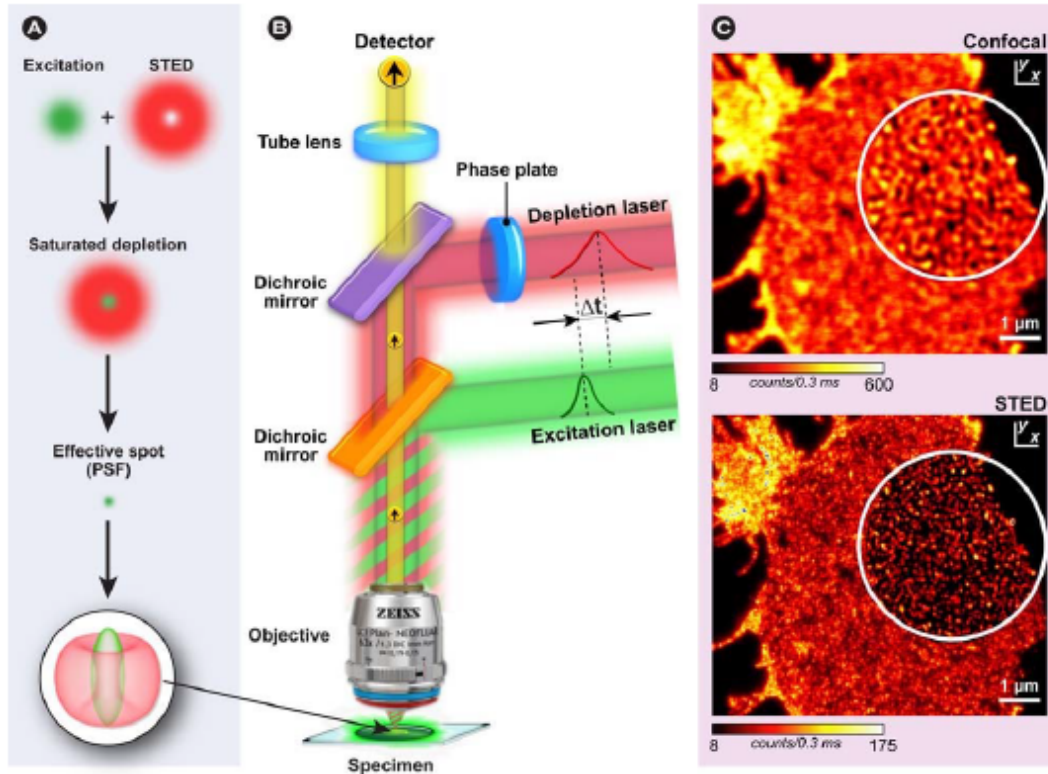 A
Excitation
STED
+
Saturated depletion
Effective spot
(PSF)
B
Detector
Tube lens
Phase plate
Depletion laser
Dichroic
mirror
Δt
Dichroic
mirror
Excitation laser
Objective
ZEISS
Specimen
C
Confocal
y
x
1 µm
8 counts/0.3 ms 600
STED
y
x
1 µm
8 counts/0.3 ms 175